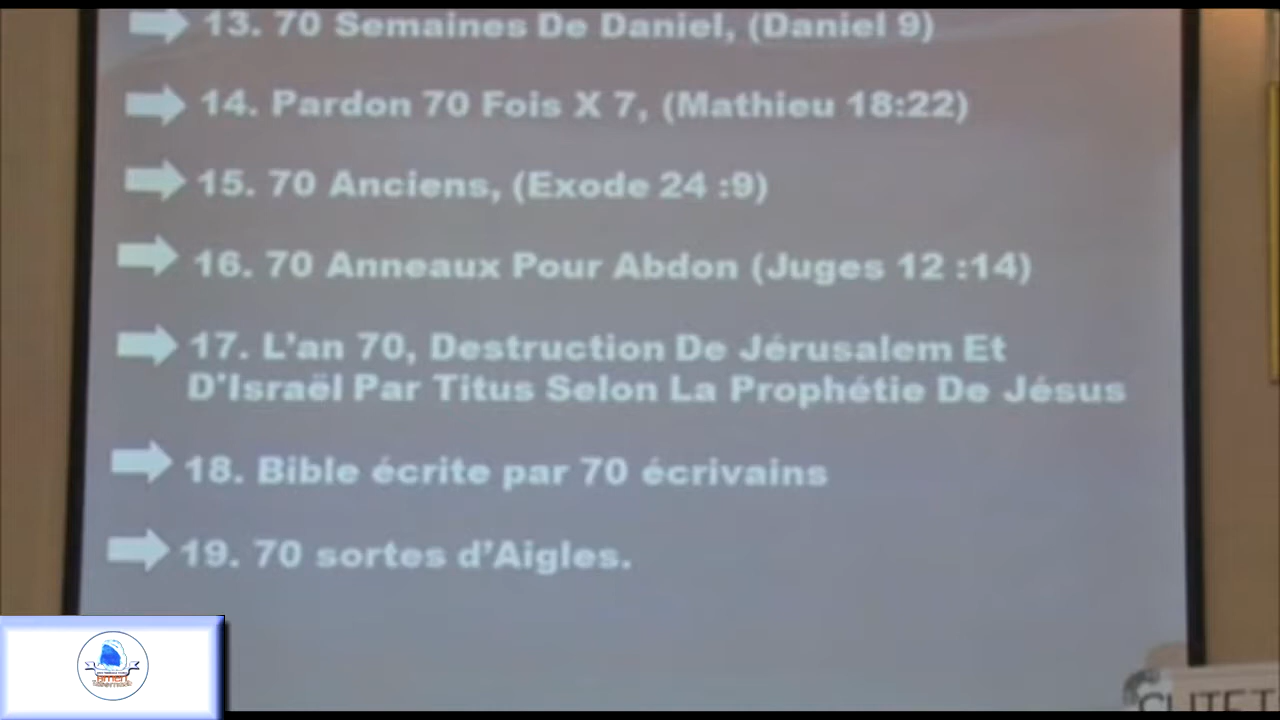 13. 70 Semaines De Daniel, (Daniel 9)
14. Pardon 70 Fois X 7, (Mathieu 18:22)
15. 70 Anciens, (Exode 24 :9)
16. 70 Anneaux Pour Abdon (Juges 12 :14)
17. L'an 70, Destruction De Jérusalem Et
D'Israël Par Titus Selon La Prophétie De Jésus
18. Bible écrite par 70 écrivains
19. 70 sortes d'Aigles.